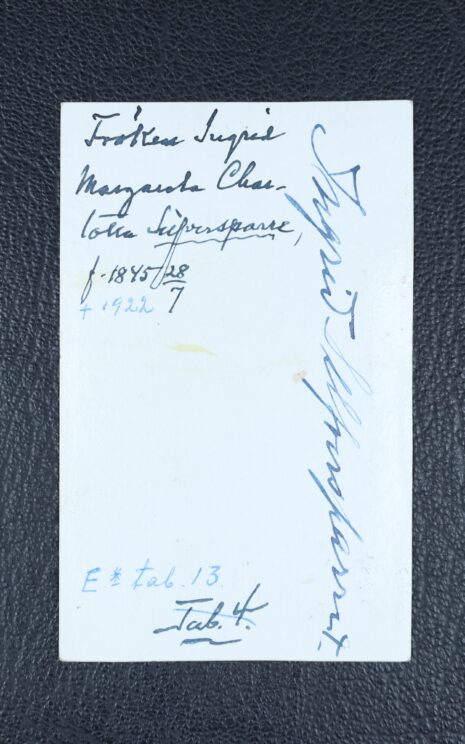 Fröken Ingrid
Margareta Char-
lotta Silfversparre,
f. 1845 28/7
+ 1922
Ingrid Silfversparre.
E* tab. 13.
Tab. 4.